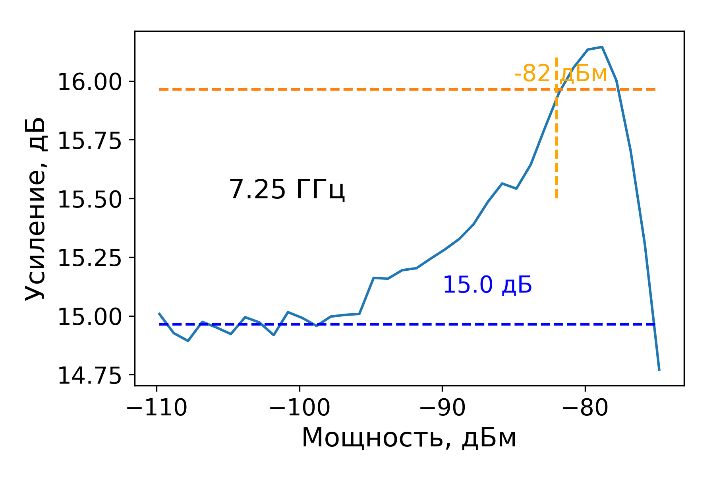 Усиление, дБ
16.00
15.75
15.50
15.25
15.00
14.75
-82 дБм
7.25 ГГц
15.0 дБ
−110
−100
−90
−80
Мощность, дБм